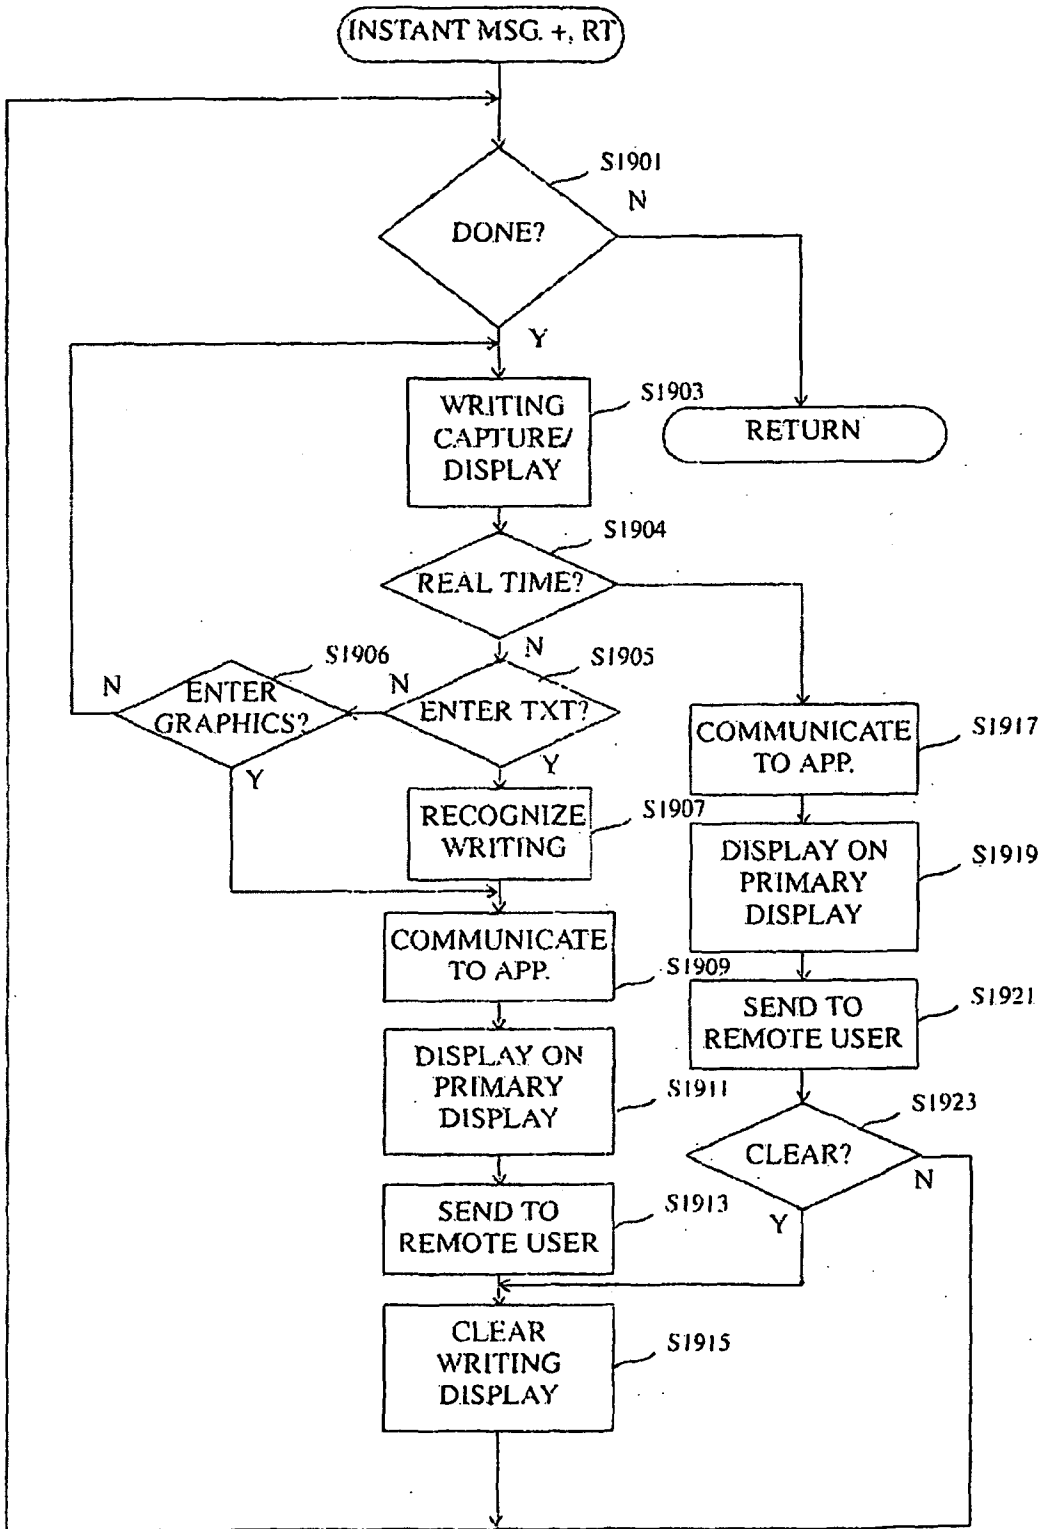 INSTANT MSG. +, RT
S1901
N
DONE?
Y
S1903
WRITING
CAPTURE/
DISPLAY
RETURN
S1904
REAL TIME?
N
S1905
S1906
N
N
ENTER
GRAPHICS?
ENTER TXT?
Y
Y
COMMUNICATE
TO APP.
S1917
RECOGNIZE
WRITING
S1907
DISPLAY ON
PRIMARY
DISPLAY
S1919
COMMUNICATE
TO APP.
S1909
SEND TO
REMOTE USER
S1921
DISPLAY ON
PRIMARY
DISPLAY
S1911
S1923
CLEAR?
N
Y
SEND TO
REMOTE USER
S1913
CLEAR
WRITING
DISPLAY
S1915